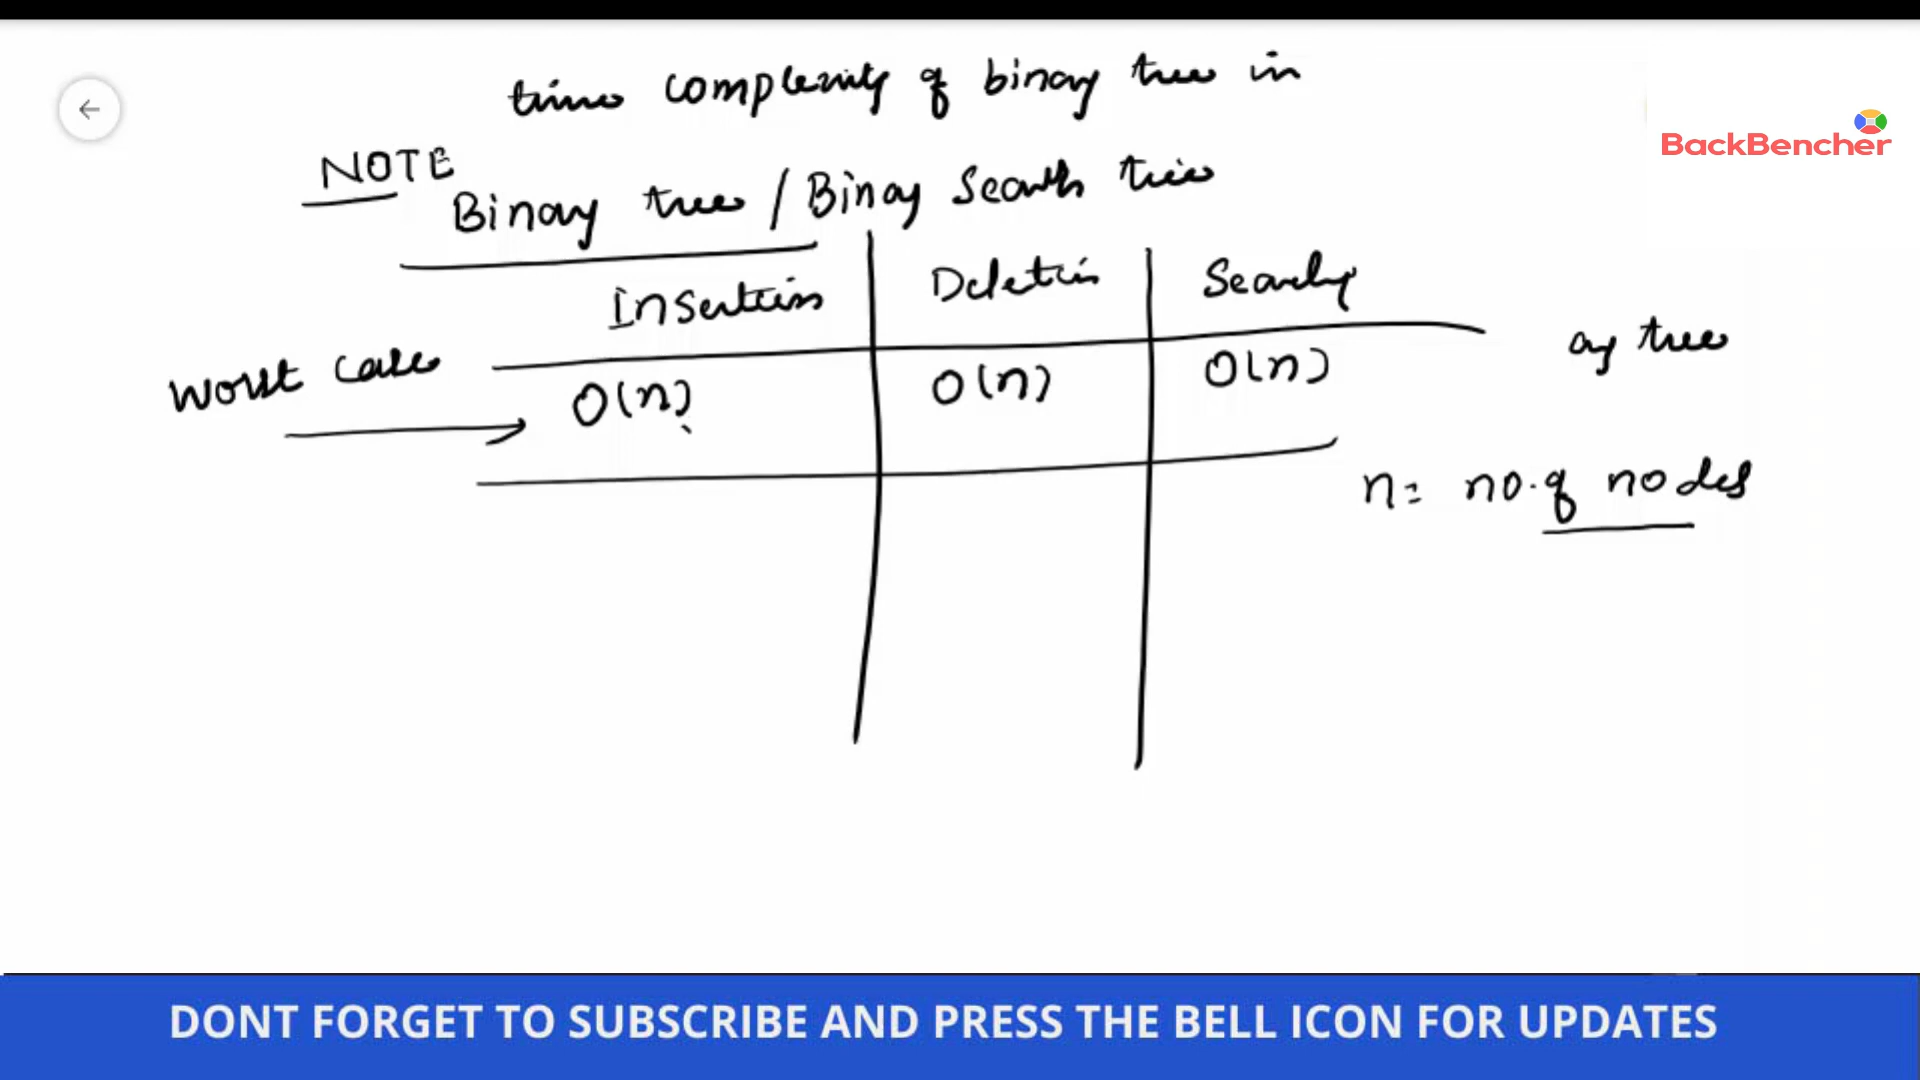 time complexity of binary tree in
BackBencher
NOTE
Binary tree / Binary Search tree
Insertion Deletion Searching
Worst case O(n) O(n) O(n)
tree
n = no. of nodes
DONT FORGET TO SUBSCRIBE AND PRESS THE BELL ICON FOR UPDATES